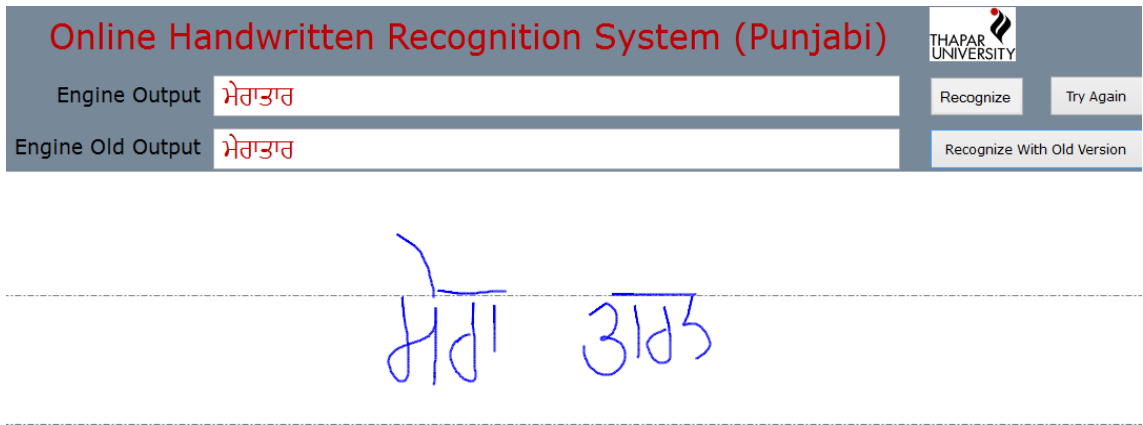 Online Handwritten Recognition System (Punjabi)
THAPAR
UNIVERSITY
Engine Output ਮੇਰਾਤਾਰ Recognize Try Again
Engine Old Output ਮੇਰਾਤਾਰ Recognize With Old Version
ਮੇਰਾ